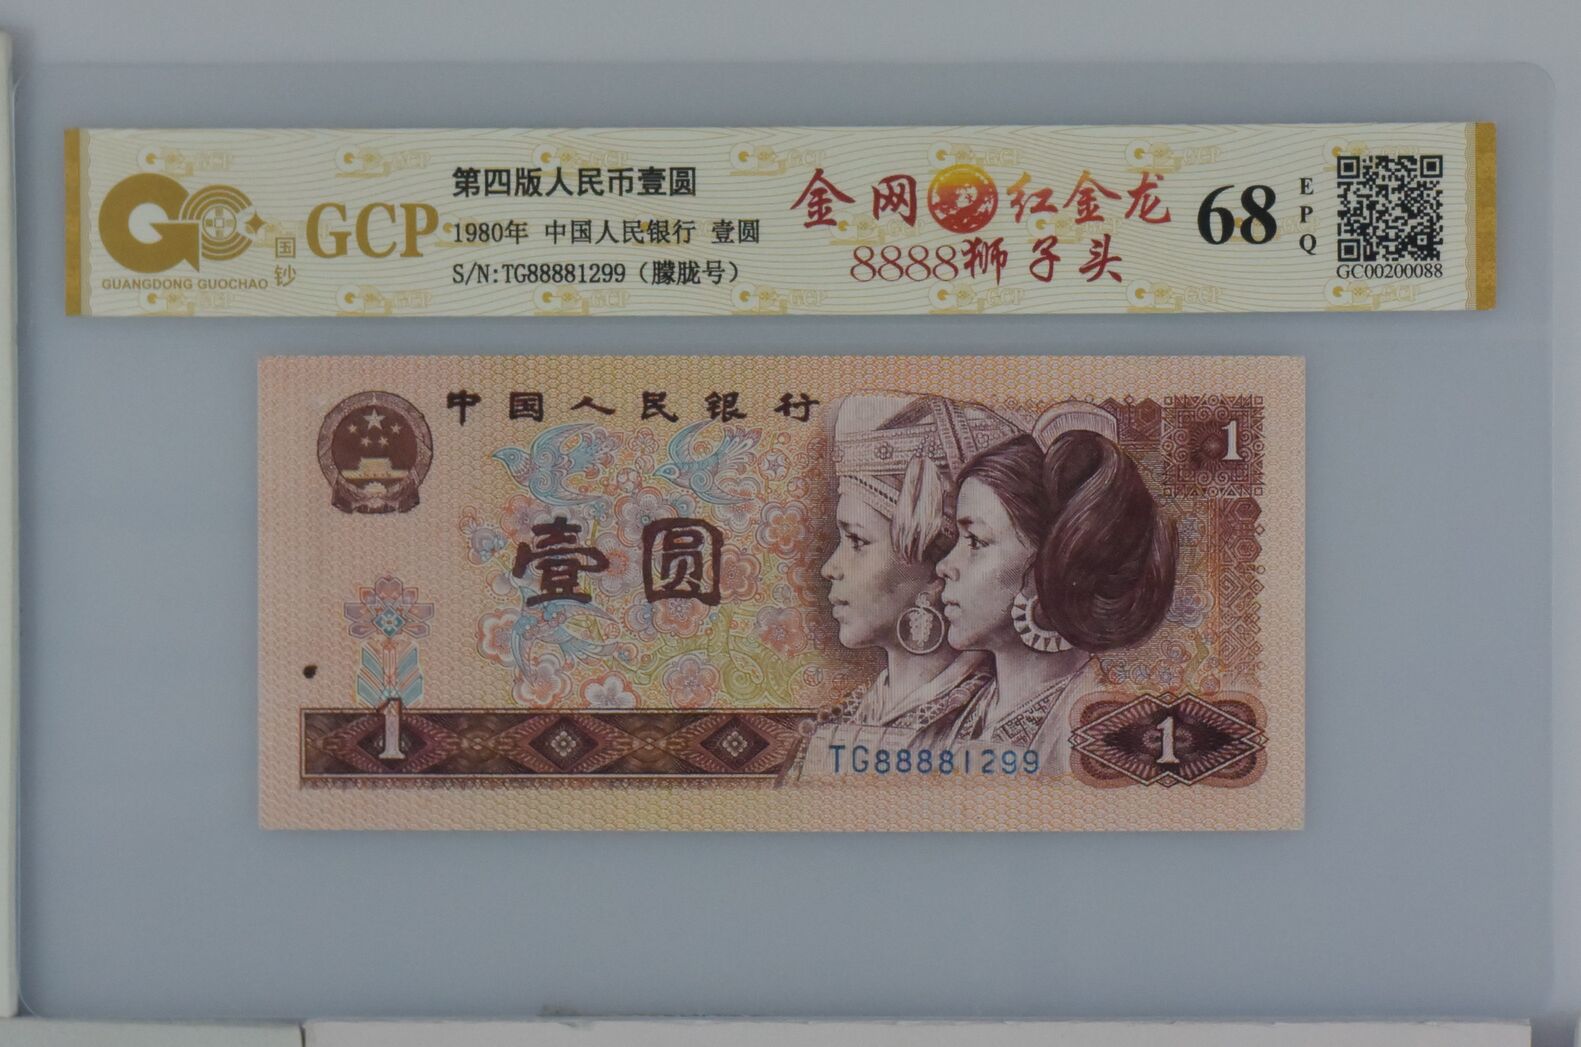 GCP
国钞
GUANGDONG GUOCHAO
第四版人民币壹圆
1980年 中国人民银行 壹圆
S/N:TG88881299（朦胧号）
金网红金龙
8888狮子头
68
EPQ
GC00200088
中国人民银行
1
壹圆
1
TG88881299
1